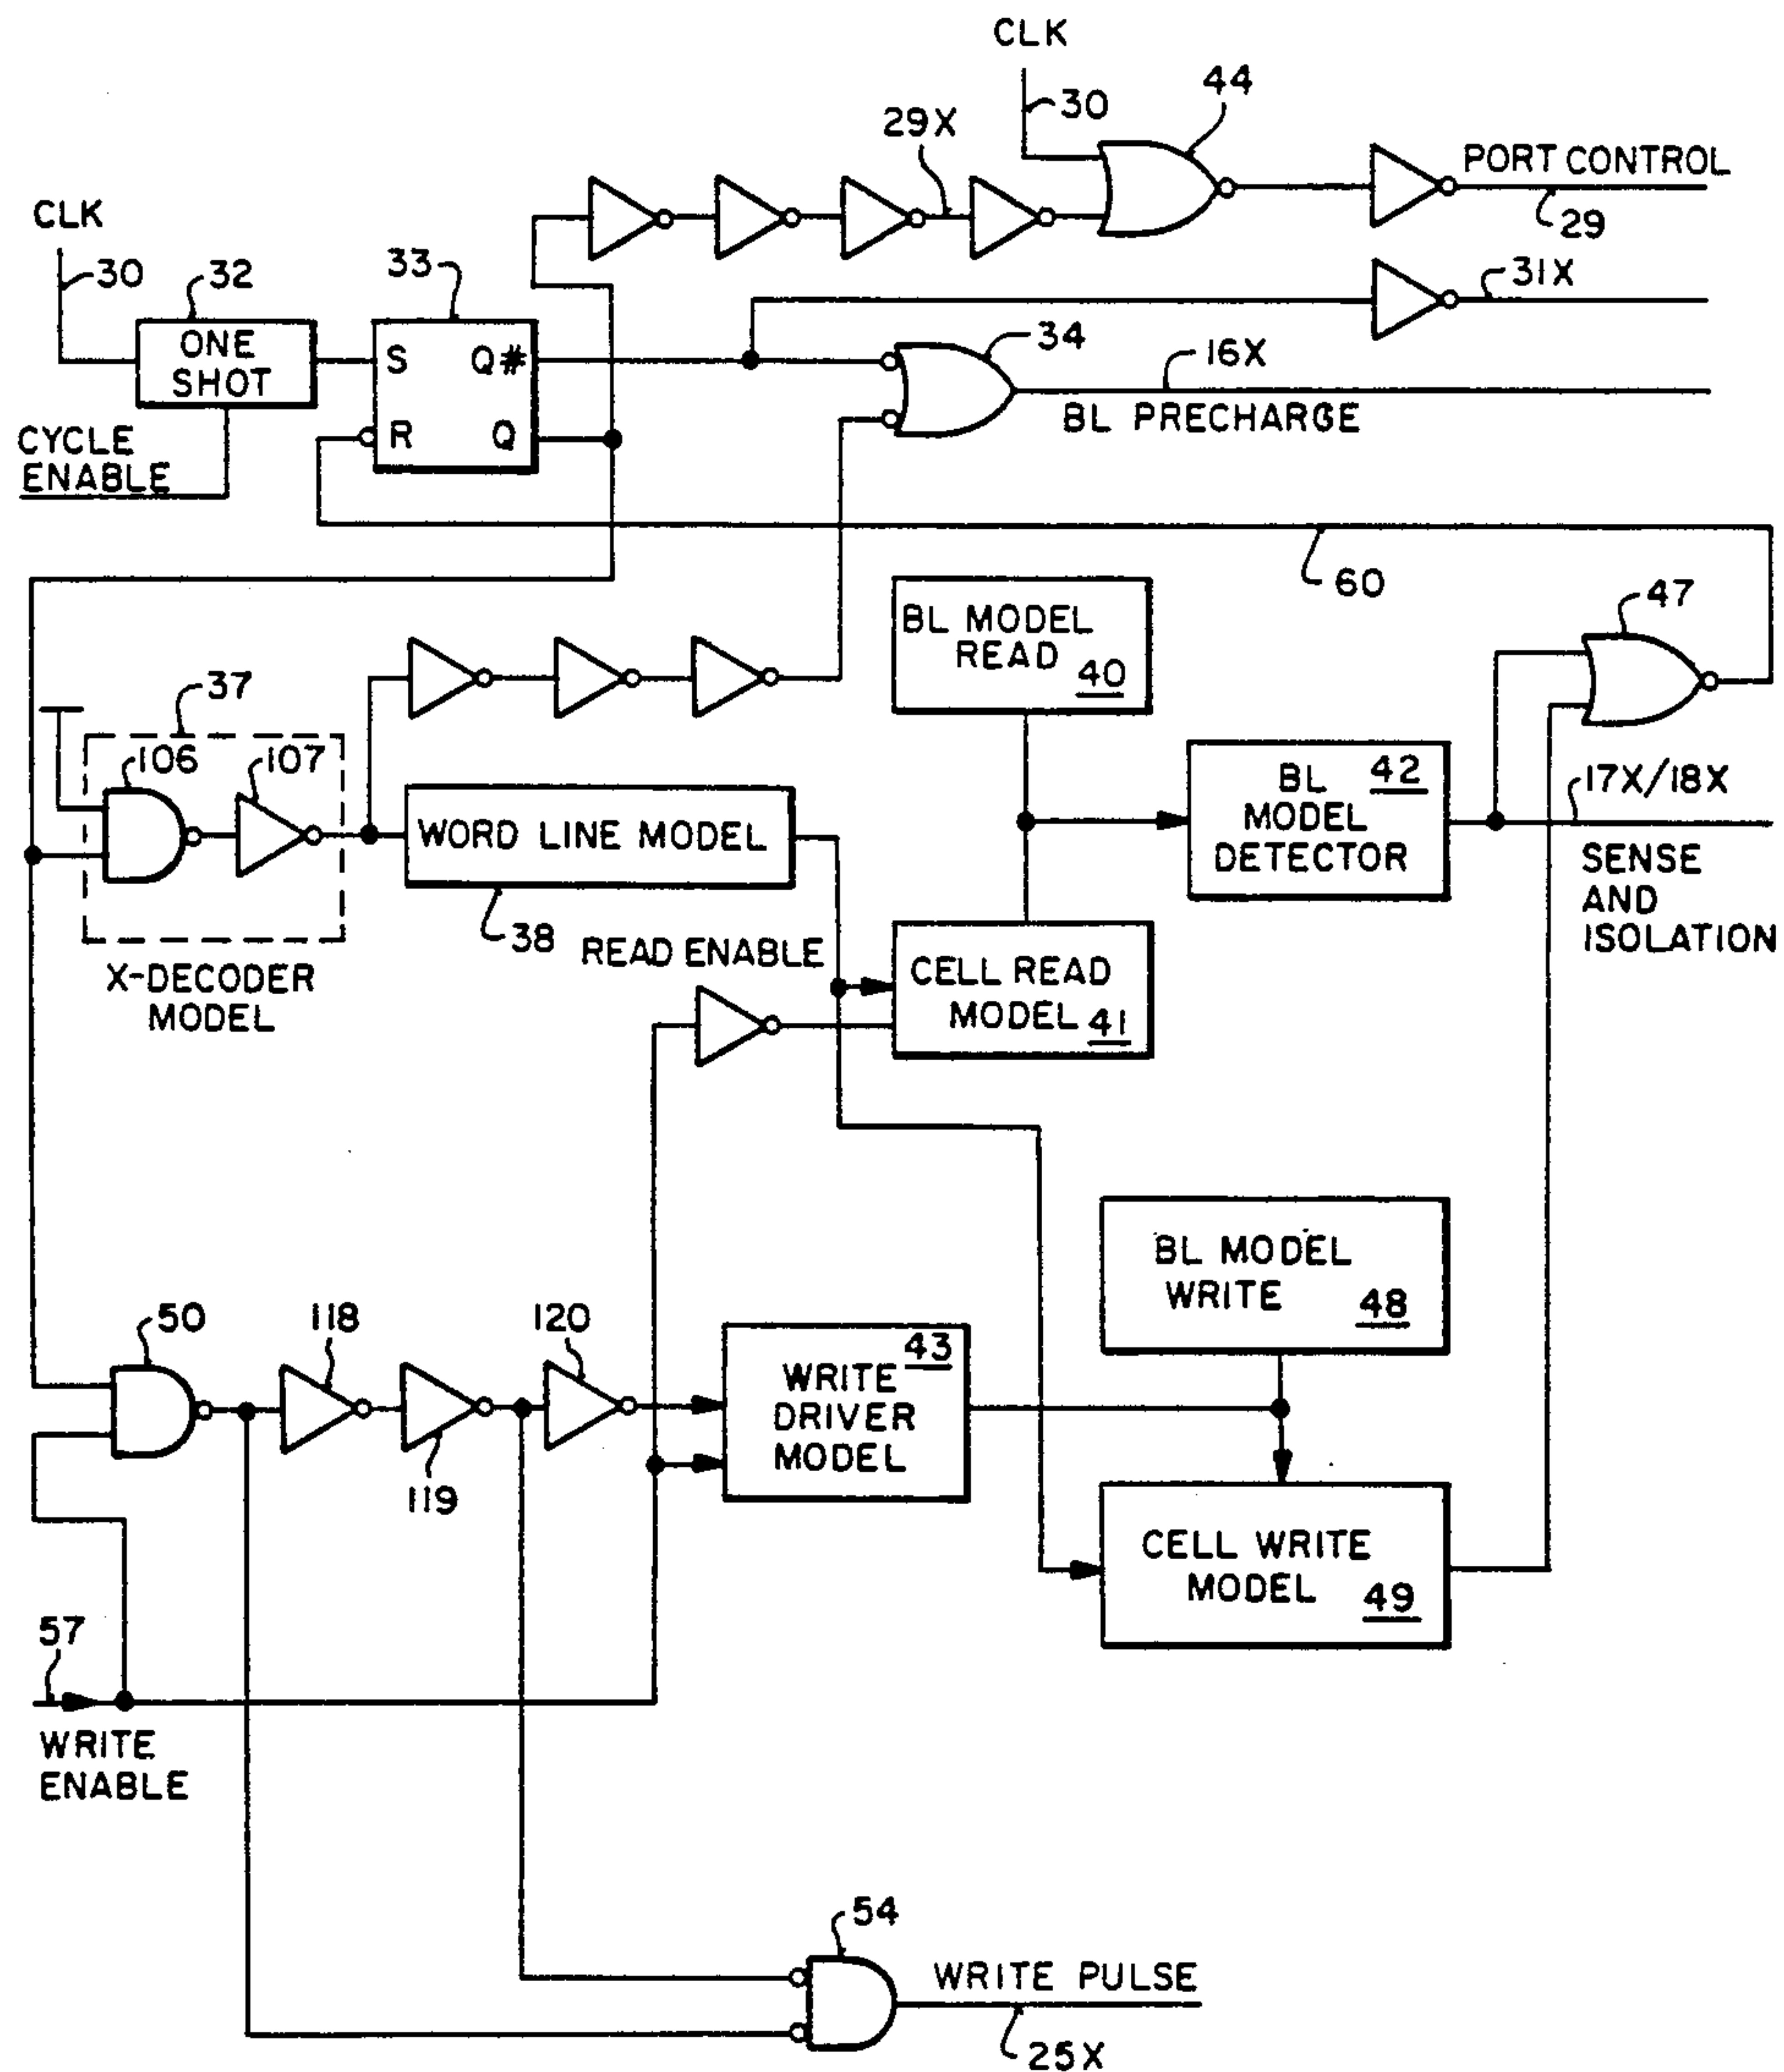 CLK
30
44
29X
PORT CONTROL
29
CLK
30
32
33
31X
ONE
SHOT
S
Q#
R
Q
34
16X
BL PRECHARGE
CYCLE
ENABLE
60
47
BL MODEL
READ
40
37
106
107
WORD LINE MODEL
38
BL
MODEL
DETECTOR
42
17X/18X
SENSE
AND
ISOLATION
X-DECODER
MODEL
READ ENABLE
CELL READ
MODEL
41
BL MODEL
WRITE
48
50
118
119
120
WRITE
DRIVER
MODEL
43
CELL WRITE
MODEL
49
57
WRITE
ENABLE
54
WRITE PULSE
25X